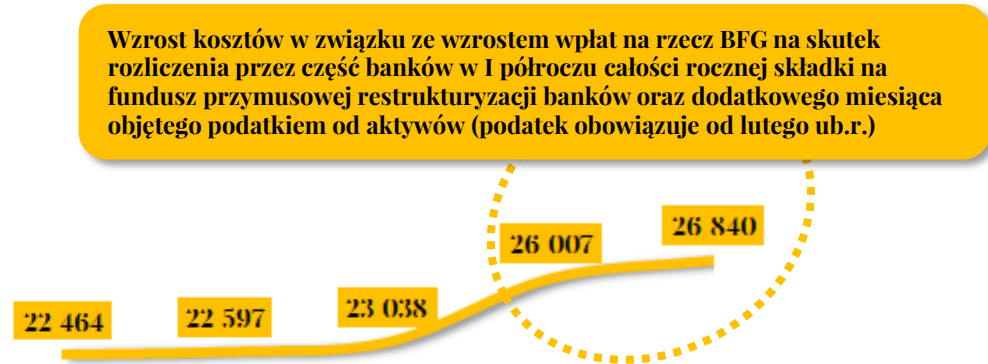 Wzrost kosztów w związku ze wzrostem wpłat na rzecz BFG na skutek
rozliczenia przez część banków w I półroczu całości rocznej składki na
fundusz przymusowej restrukturyzacji banków oraz dodatkowego miesiąca
objętego podatkiem od aktywów (podatek obowiązuje od lutego ub.r.)
22 464
22 597
23 038
26 007
26 840